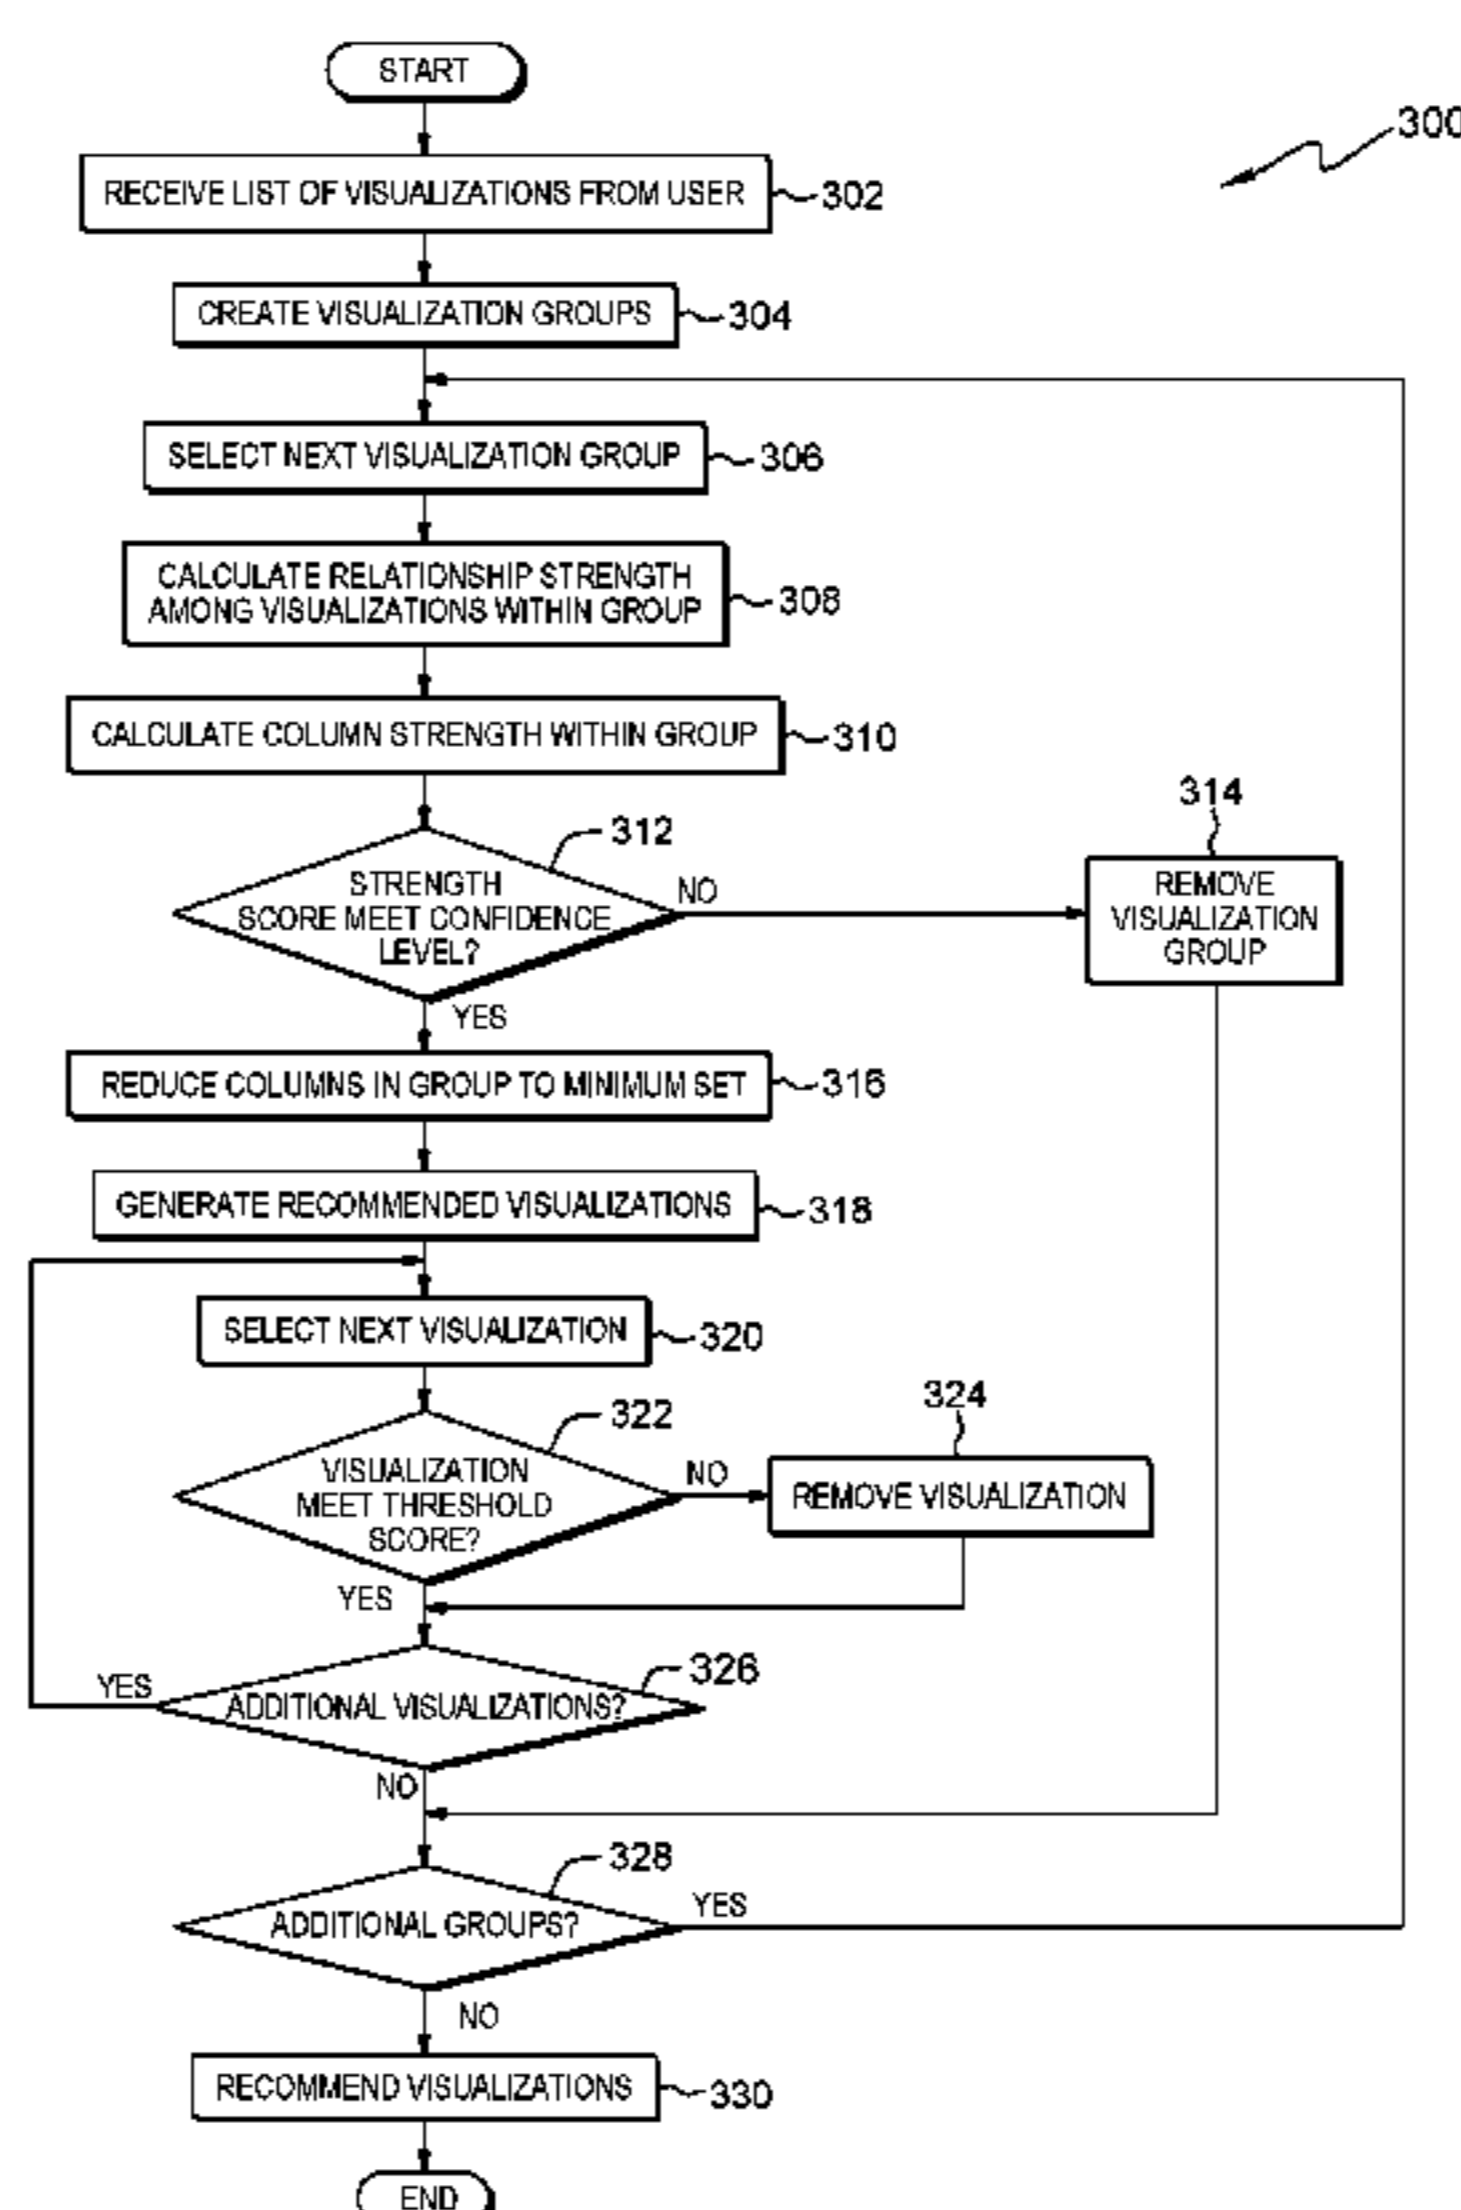 START
300
RECEIVE LIST OF VISUALIZATIONS FROM USER
302
CREATE VISUALIZATION GROUPS
304
SELECT NEXT VISUALIZATION GROUP
306
CALCULATE RELATIONSHIP STRENGTH
AMONG VISUALIZATIONS WITHIN GROUP
308
CALCULATE COLUMN STRENGTH WITHIN GROUP
310
312
STRENGTH
SCORE MEET CONFIDENCE
LEVEL?
NO
YES
314
REMOVE
VISUALIZATION
GROUP
REDUCE COLUMNS IN GROUP TO MINIMUM SET
316
GENERATE RECOMMENDED VISUALIZATIONS
318
SELECT NEXT VISUALIZATION
320
322
VISUALIZATION
MEET THRESHOLD
SCORE?
NO
YES
324
REMOVE VISUALIZATION
326
ADDITIONAL VISUALIZATIONS?
YES
NO
328
ADDITIONAL GROUPS?
YES
NO
RECOMMEND VISUALIZATIONS
330
END